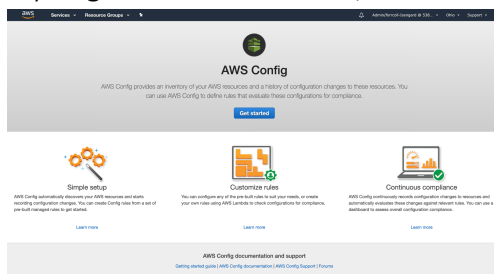 aws Services Resource Groups Ohio Support
AWS Config
AWS Config provides an inventory of your AWS resources and a history of configuration changes to these resources. You
can use AWS Config to define rules that evaluate these configurations for compliance.
Get started
Simple setup
AWS Config automatically discovers your AWS resources and starts
recording configuration changes. You can create Config rules from a set of
pre-built managed rules to get started.
Learn more
Customize rules
You can configure any of the pre-built rules to suit your needs, or create
your own rules using AWS Lambda to check configurations for compliance.
Learn more
Continuous compliance
AWS Config continuously records configuration changes to resources and
automatically evaluates these changes against relevant rules. You can use a
dashboard to assess overall configuration compliance.
Learn more
AWS Config documentation and support
Getting started guide | AWS Config documentation | AWS Config Support | Forums